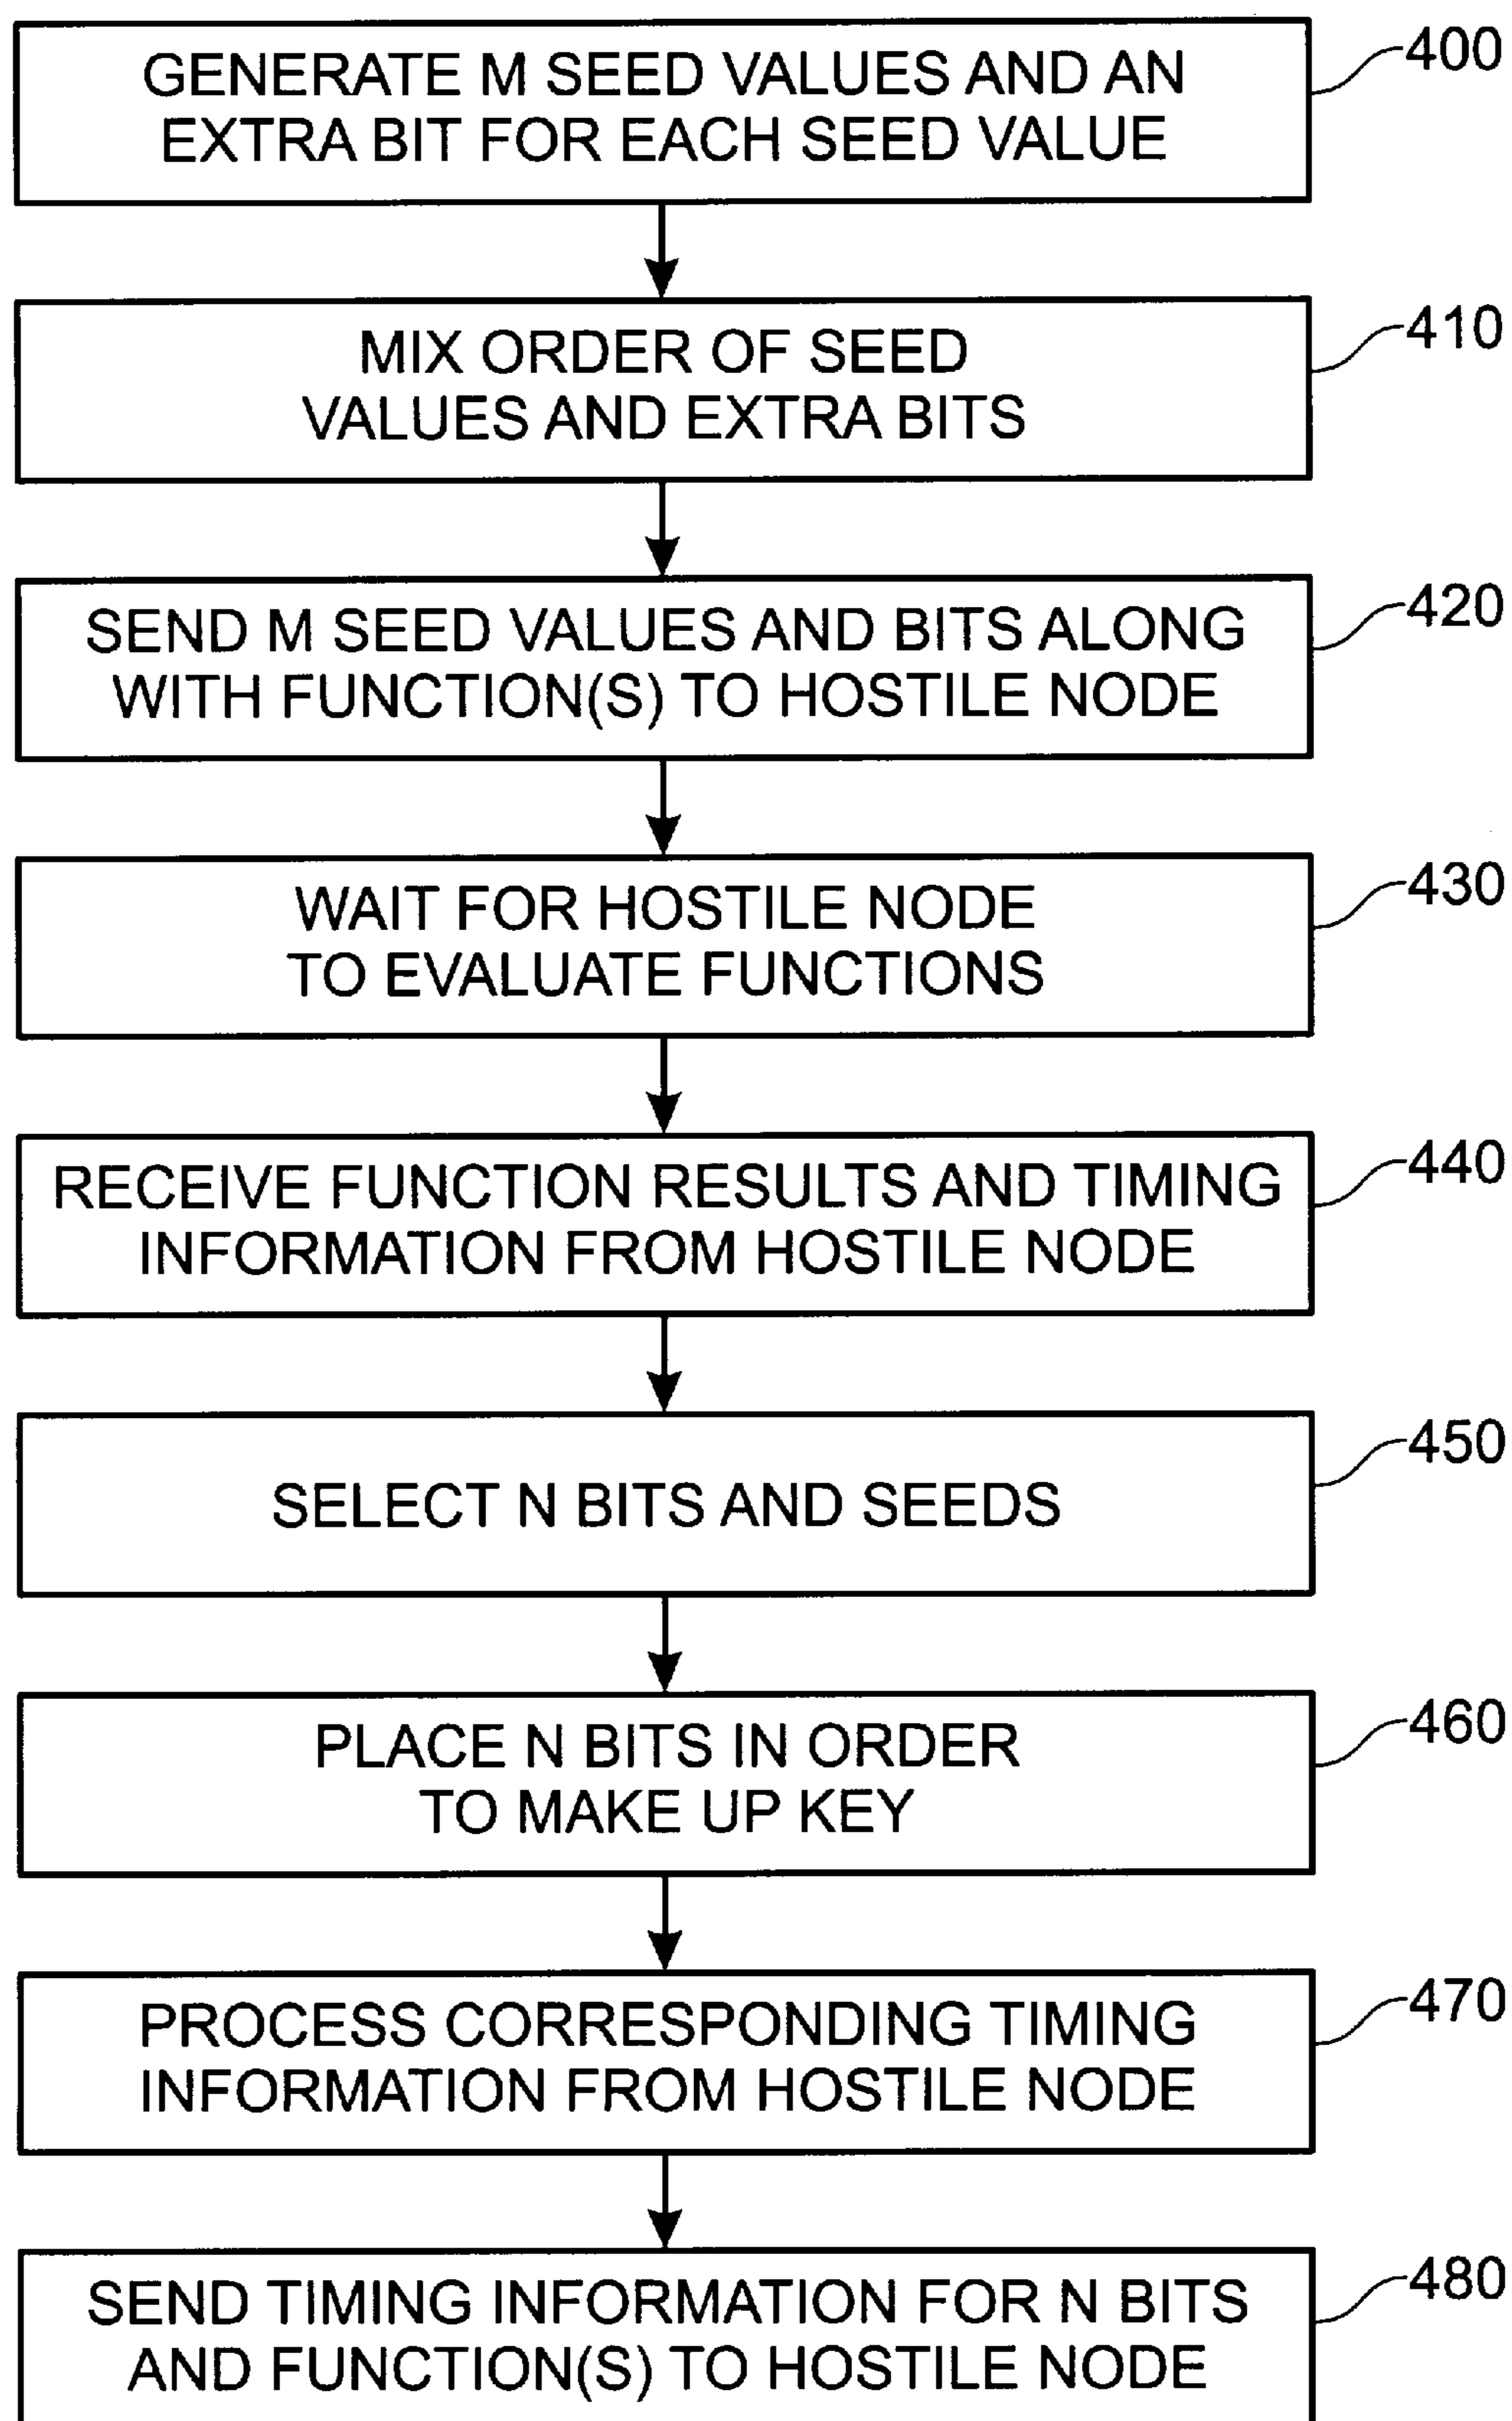 GENERATE M SEED VALUES AND AN
EXTRA BIT FOR EACH SEED VALUE
400
MIX ORDER OF SEED
VALUES AND EXTRA BITS
410
SEND M SEED VALUES AND BITS ALONG
WITH FUNCTION(S) TO HOSTILE NODE
420
WAIT FOR HOSTILE NODE
TO EVALUATE FUNCTIONS
430
RECEIVE FUNCTION RESULTS AND TIMING
INFORMATION FROM HOSTILE NODE
440
SELECT N BITS AND SEEDS
450
PLACE N BITS IN ORDER
TO MAKE UP KEY
460
PROCESS CORRESPONDING TIMING
INFORMATION FROM HOSTILE NODE
470
SEND TIMING INFORMATION FOR N BITS
AND FUNCTION(S) TO HOSTILE NODE
480